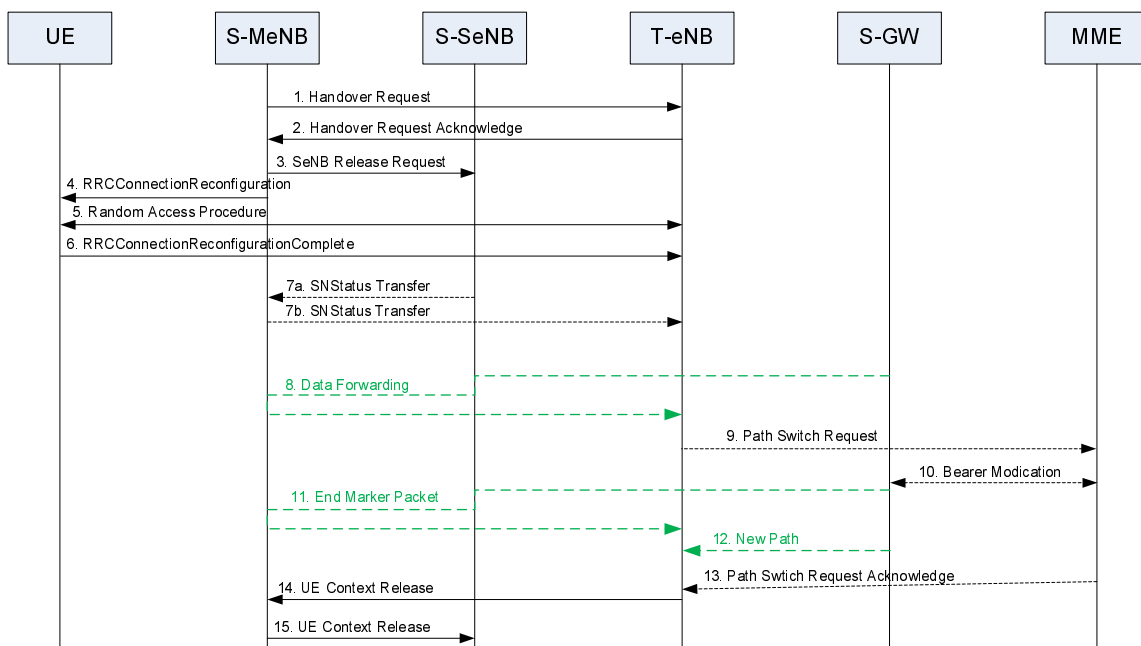 UE
S-MeNB
S-SeNB
T-eNB
S-GW
MME
1. Handover Request
2. Handover Request Acknowledge
3. SeNB Release Request
4. RRCConnectionReconfiguration
5. Random Access Procedure
6. RRCConnectionReconfigurationComplete
7a. SNStatus Transfer
7b. SNStatus Transfer
8. Data Forwarding
9. Path Switch Request
10. Bearer Modication
11. End Marker Packet
12. New Path
13. Path Swtich Request Acknowledge
14. UE Context Release
15. UE Context Release